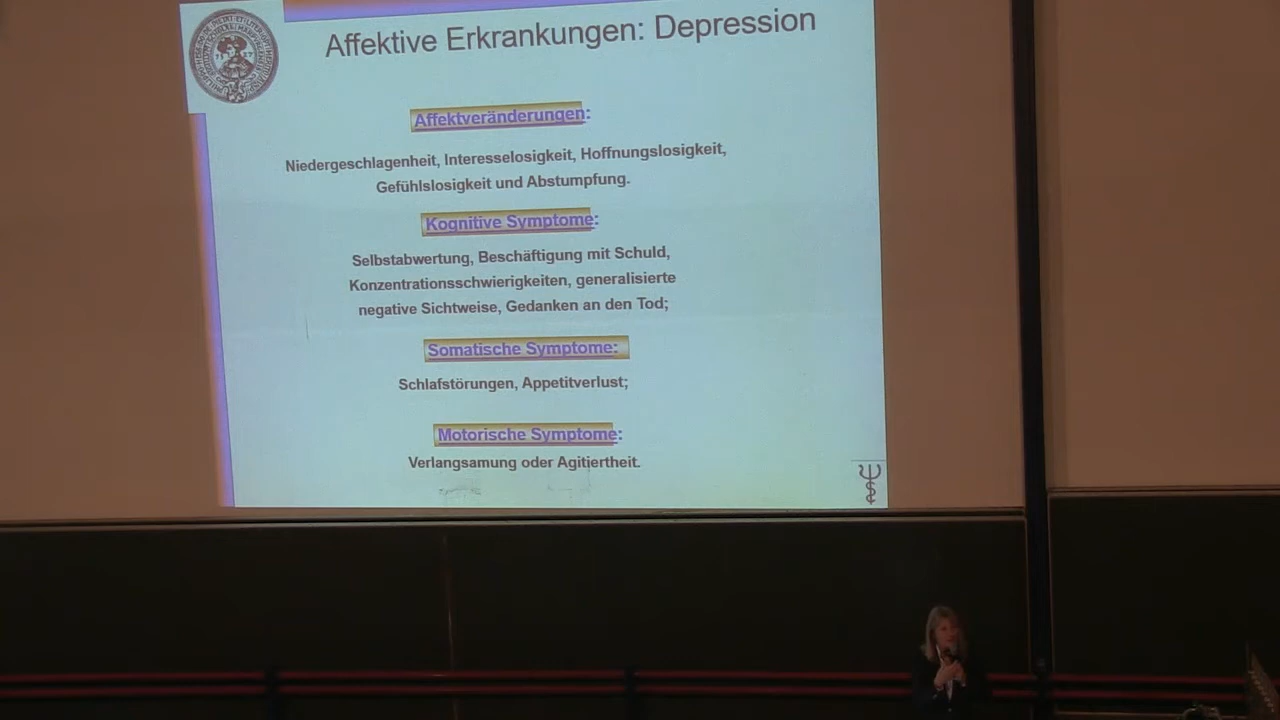 Affektive Erkrankungen: Depression
Affektveränderungen:
Niedergeschlagenheit, Interesselosigkeit, Hoffnungslosigkeit,
Gefühlslosigkeit und Abstumpfung.
Kognitive Symptome:
Selbstabwertung, Beschäftigung mit Schuld,
Konzentrationsschwierigkeiten, generalisierte
negative Sichtweise, Gedanken an den Tod;
Somatische Symptome:
Schlafstörungen, Appetitverlust;
Motorische Symptome:
Verlangsamung oder Agitiertheit.